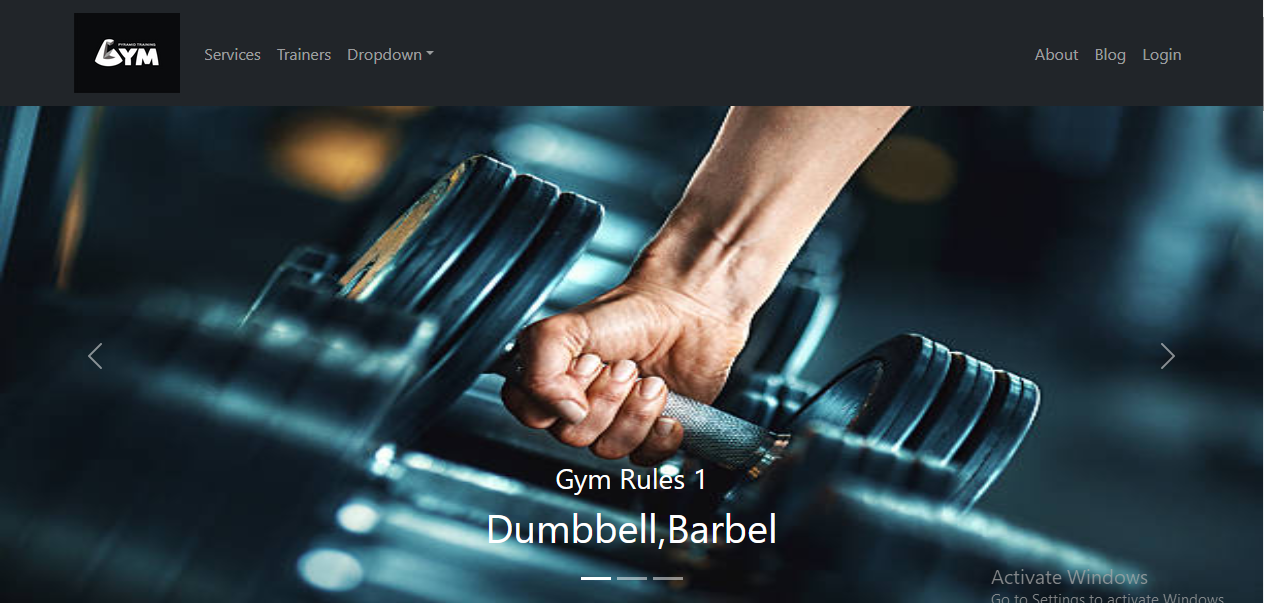 PYRAMID TRAINING
GYM
Services Trainers Dropdown
About Blog Login
Gym Rules 1
Dumbbell,Barbel
Activate Windows
Go to Settings to activate Windows.